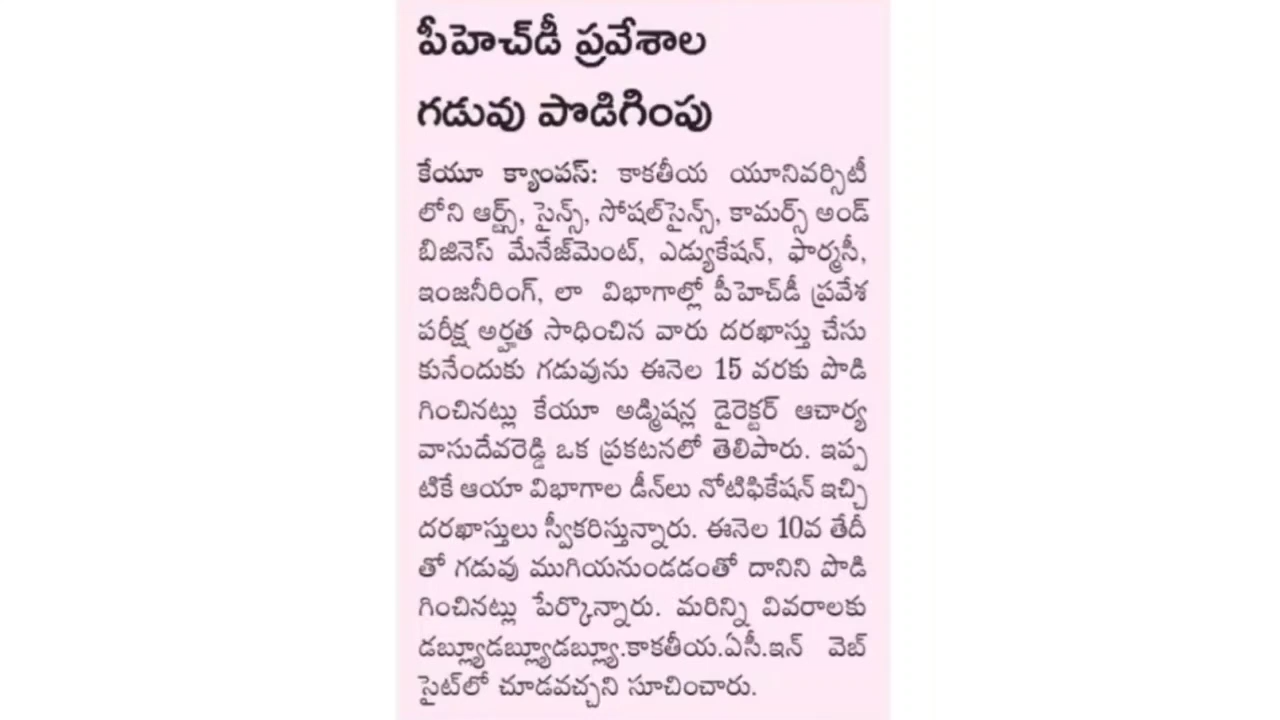 పీహెచ్‌డీ ప్రవేశాల
గడువు పొడిగింపు
కేయూ క్యాంపస్: కాకతీయ యూనివర్సిటీ
లోని ఆర్ట్స్, సైన్స్, సోషల్‌సైన్స్, కామర్స్ అండ్
బిజినెస్ మేనేజ్‌మెంట్, ఎడ్యుకేషన్, ఫార్మసీ,
ఇంజనీరింగ్, లా విభాగాల్లో పీహెచ్‌డీ ప్రవేశ
పరీక్ష అర్హత సాధించిన వారు దరఖాస్తు చేసు
కునేందుకు గడువును ఈనెల 15 వరకు పొడి
గించినట్లు కేయూ అడ్మిషన్ల డైరెక్టర్ ఆచార్య
వాసుదేవరెడ్డి ఒక ప్రకటనలో తెలిపారు. ఇప్ప
టికే ఆయా విభాగాల డీన్‌లు నోటిఫికేషన్ ఇచ్చి
దరఖాస్తులు స్వీకరిస్తున్నారు. ఈనెల 10వ తేదీ
తో గడువు ముగియనుండడంతో దానిని పొడి
గించినట్లు పేర్కొన్నారు. మరిన్ని వివరాలకు
డబ్ల్యూడబ్ల్యూడబ్ల్యూ.కాకతీయ.ఏసీ.ఇన్ వెబ్
సైట్‌లో చూడవచ్చని సూచించారు.